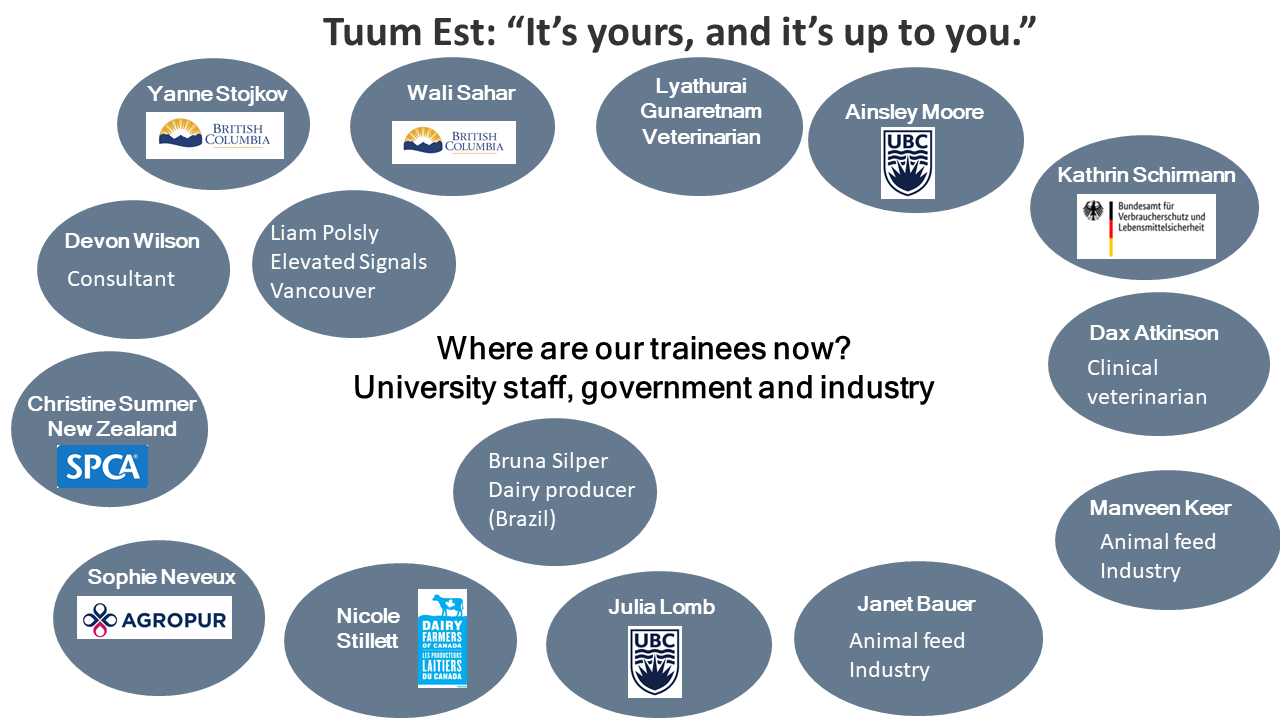 Tuum Est: “It’s yours, and it’s up to you.”
Yanne Stojkov
BRITISH
COLUMBIA
Wali Sahar
BRITISH
COLUMBIA
Lyathurai
Gunaretnam
Veterinarian
Ainsley Moore
UBC
Kathrin Schirmann
Bundesamt für
Verbraucherschutz und
Lebensmittelsicherheit
Devon Wilson
Consultant
Liam Polsly
Elevated Signals
Vancouver
Where are our trainees now?
University staff, government and industry
Dax Atkinson
Clinical
veterinarian
Christine Sumner
New Zealand
SPCA
Bruna Silper
Dairy producer
(Brazil)
Manveen Keer
Animal feed
Industry
Sophie Neveux
AGROPUR
Nicole
Stillett
DAIRY
FARMERS
OF CANADA
LES PRODUCTEURS
LAITIERS
DU CANADA
Julia Lomb
UBC
Janet Bauer
Animal feed
Industry